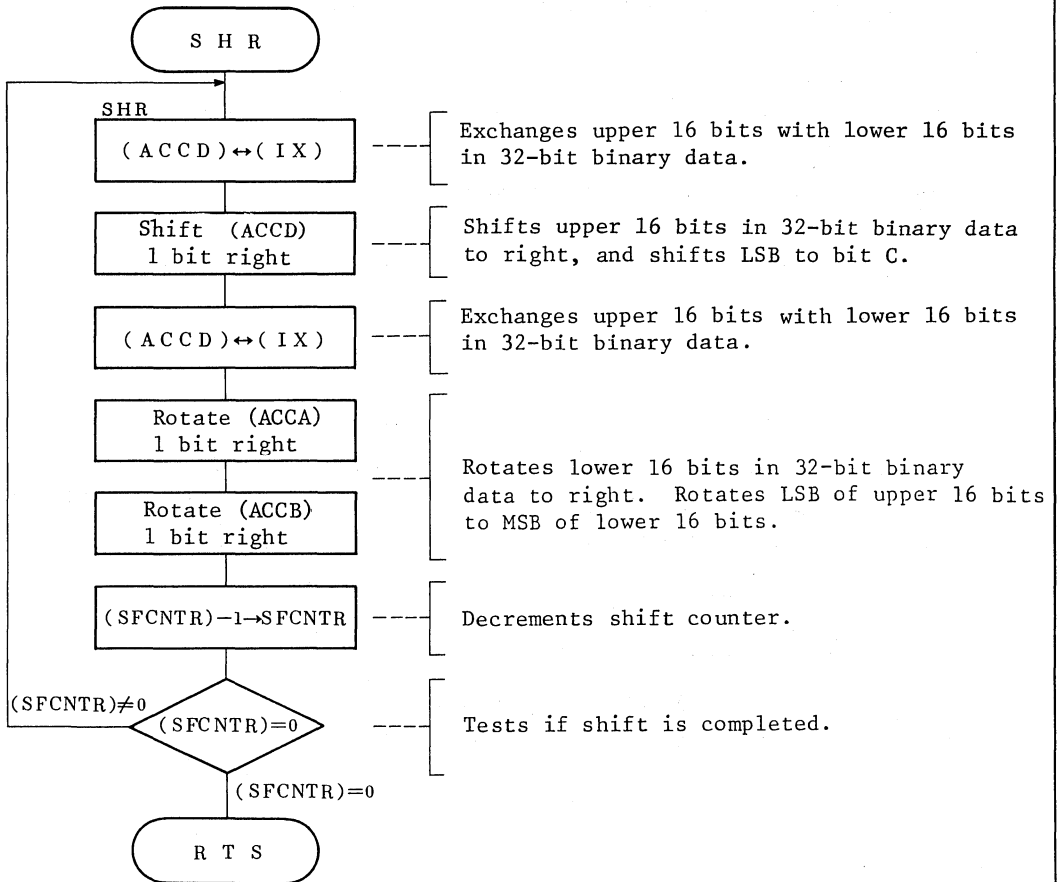 S H R
SHR
(ACCD)↔(IX)
Exchanges upper 16 bits with lower 16 bits
in 32-bit binary data.
Shift (ACCD)
1 bit right
Shifts upper 16 bits in 32-bit binary data
to right, and shifts LSB to bit C.
(ACCD)↔(IX)
Exchanges upper 16 bits with lower 16 bits
in 32-bit binary data.
Rotate (ACCA)
1 bit right
Rotate (ACCB)
1 bit right
Rotates lower 16 bits in 32-bit binary
data to right. Rotates LSB of upper 16 bits
to MSB of lower 16 bits.
(SFCNTR)−1→SFCNTR
Decrements shift counter.
(SFCNTR)≠0
(SFCNTR)=0
Tests if shift is completed.
(SFCNTR)=0
R T S